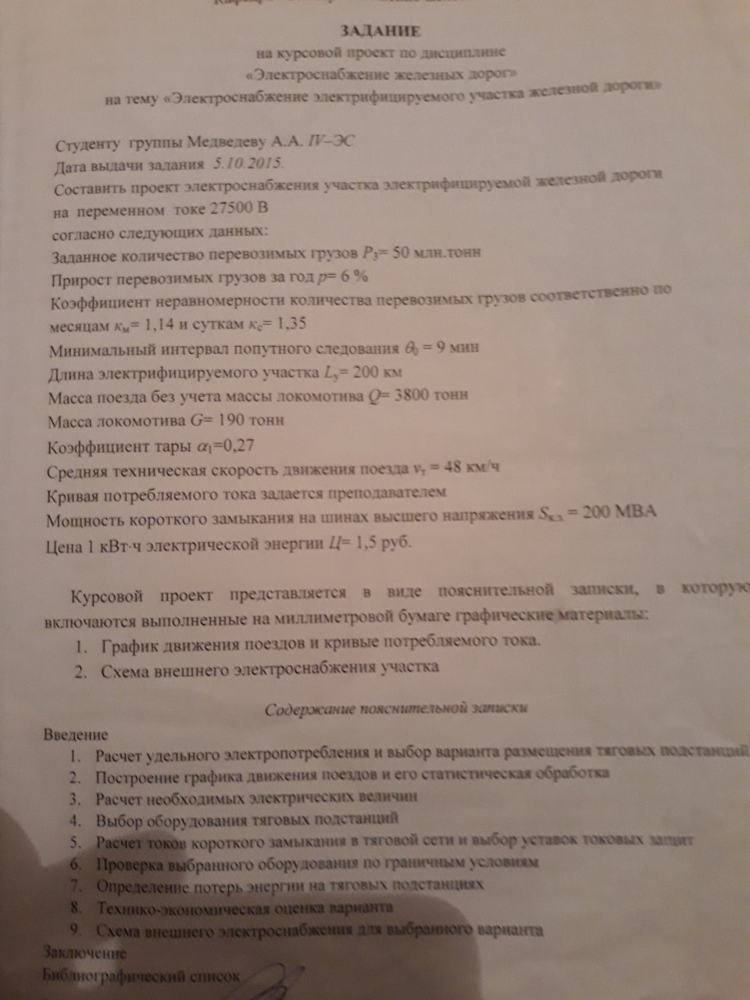 ЗАДАНИЕ
на курсовой проект по дисциплине
«Электроснабжение железных дорог»
на тему «Электроснабжение электрифицируемого участка железной дороги»
Студенту группы Медведеву А.А. IV–ЭС
Дата выдачи задания 5.10.2015.
Составить проект электроснабжения участка электрифицируемой железной дороги
на переменном токе 27500 В
согласно следующих данных:
Заданное количество перевозимых грузов P₃= 50 млн.тонн
Прирост перевозимых грузов за год p= 6 %
Коэффициент неравномерности количества перевозимых грузов соответственно по
месяцам км= 1,14 и суткам кс= 1,35
Минимальный интервал попутного следования θ₀ = 9 мин
Длина электрифицируемого участка Lу= 200 км
Масса поезда без учета массы локомотива Q= 3800 тонн
Масса локомотива G= 190 тонн
Коэффициент тары α₁=0,27
Средняя техническая скорость движения поезда vт = 48 км/ч
Кривая потребляемого тока задается преподавателем
Мощность короткого замыкания на шинах высшего напряжения Sк.з. = 200 МВА
Цена 1 кВт·ч электрической энергии Ц= 1,5 руб.
Курсовой проект представляется в виде пояснительной записки, в которую
включаются выполненные на миллиметровой бумаге графические материалы:
1. График движения поездов и кривые потребляемого тока.
2. Схема внешнего электроснабжения участка
Содержание пояснительной записки
Введение
1. Расчет удельного электропотребления и выбор варианта размещения тяговых подстанций
2. Построение графика движения поездов и его статистическая обработка
3. Расчет необходимых электрических величин
4. Выбор оборудования тяговых подстанций
5. Расчет токов короткого замыкания в тяговой сети и выбор уставок токовых защит
6. Проверка выбранного оборудования по граничным условиям
7. Определение потерь энергии на тяговых подстанциях
8. Технико-экономическая оценка варианта
9. Схема внешнего электроснабжения для выбранного варианта
Заключение
Библиографический список